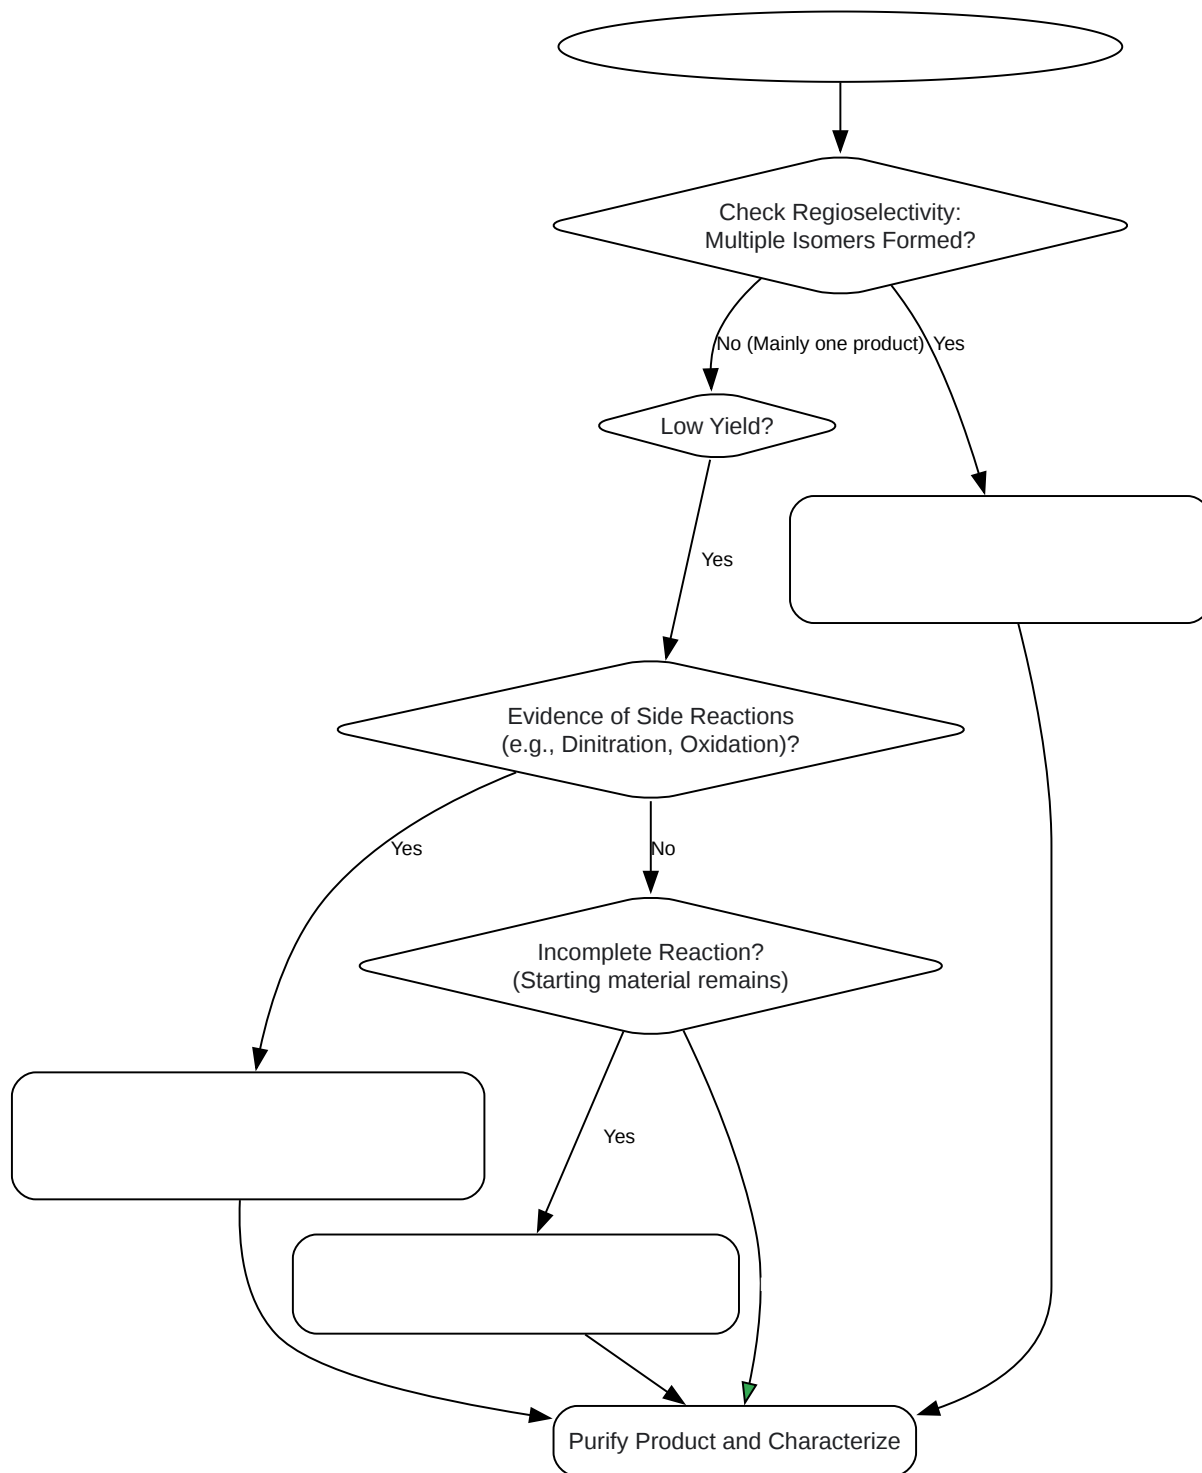 Check Regioselectivity:
Multiple Isomers Formed?
No (Mainly one product)
Yes
Low Yield?
Yes
Evidence of Side Reactions
(e.g., Dinitration, Oxidation)?
Yes
No
Incomplete Reaction?
(Starting material remains)
Yes
Purify Product and Characterize